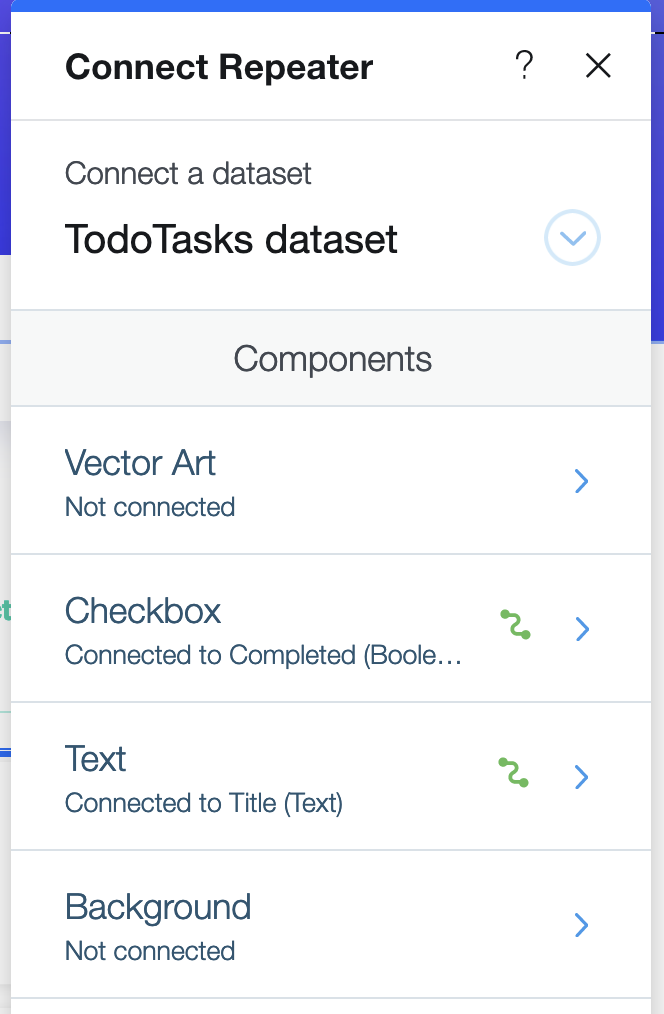 Connect Repeater ?
Connect a dataset
TodoTasks dataset
Components
Vector Art
Not connected
Checkbox
Connected to Completed (Boole…
Text
Connected to Title (Text)
Background
Not connected